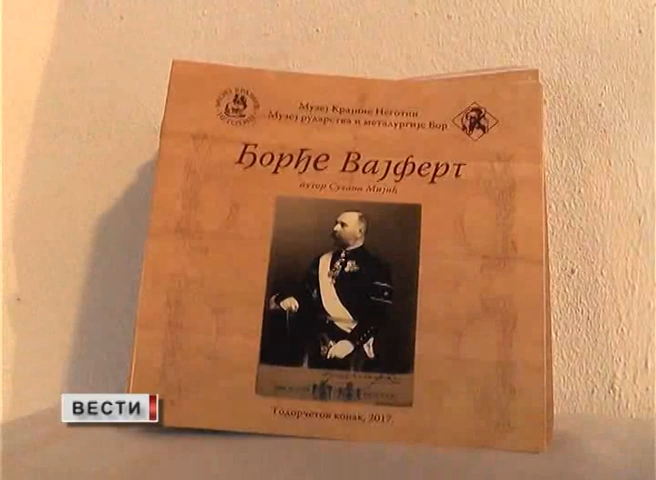 Музеј Крајине Неготин
Музеј рударства и металургије Бор
Ђорђе Вајферт
аутор Сузана Мијић
Тодорчетов конак, 2017.
ВЕСТИ